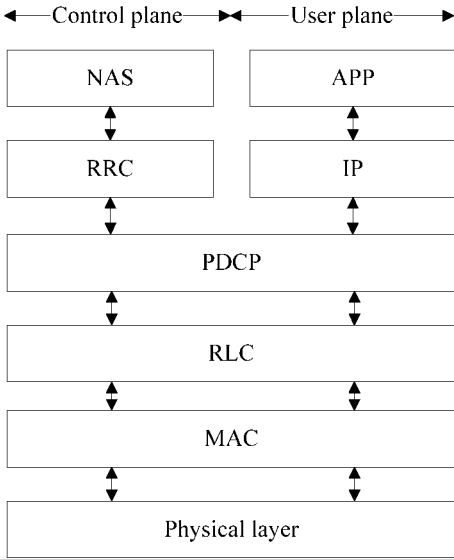 Control plane User plane
NAS APP
RRC IP
PDCP
RLC
MAC
Physical layer